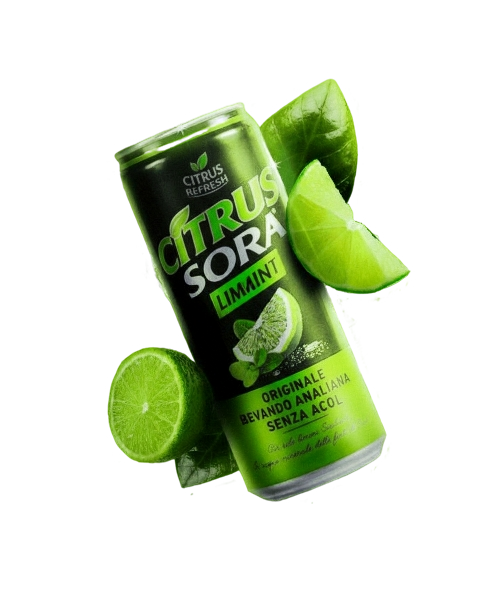 CITRUS
REFRESH
CITRUS
SORA
LIMMINT
ORIGINALE
BEVANDO ANALIANA
SENZA ACOL